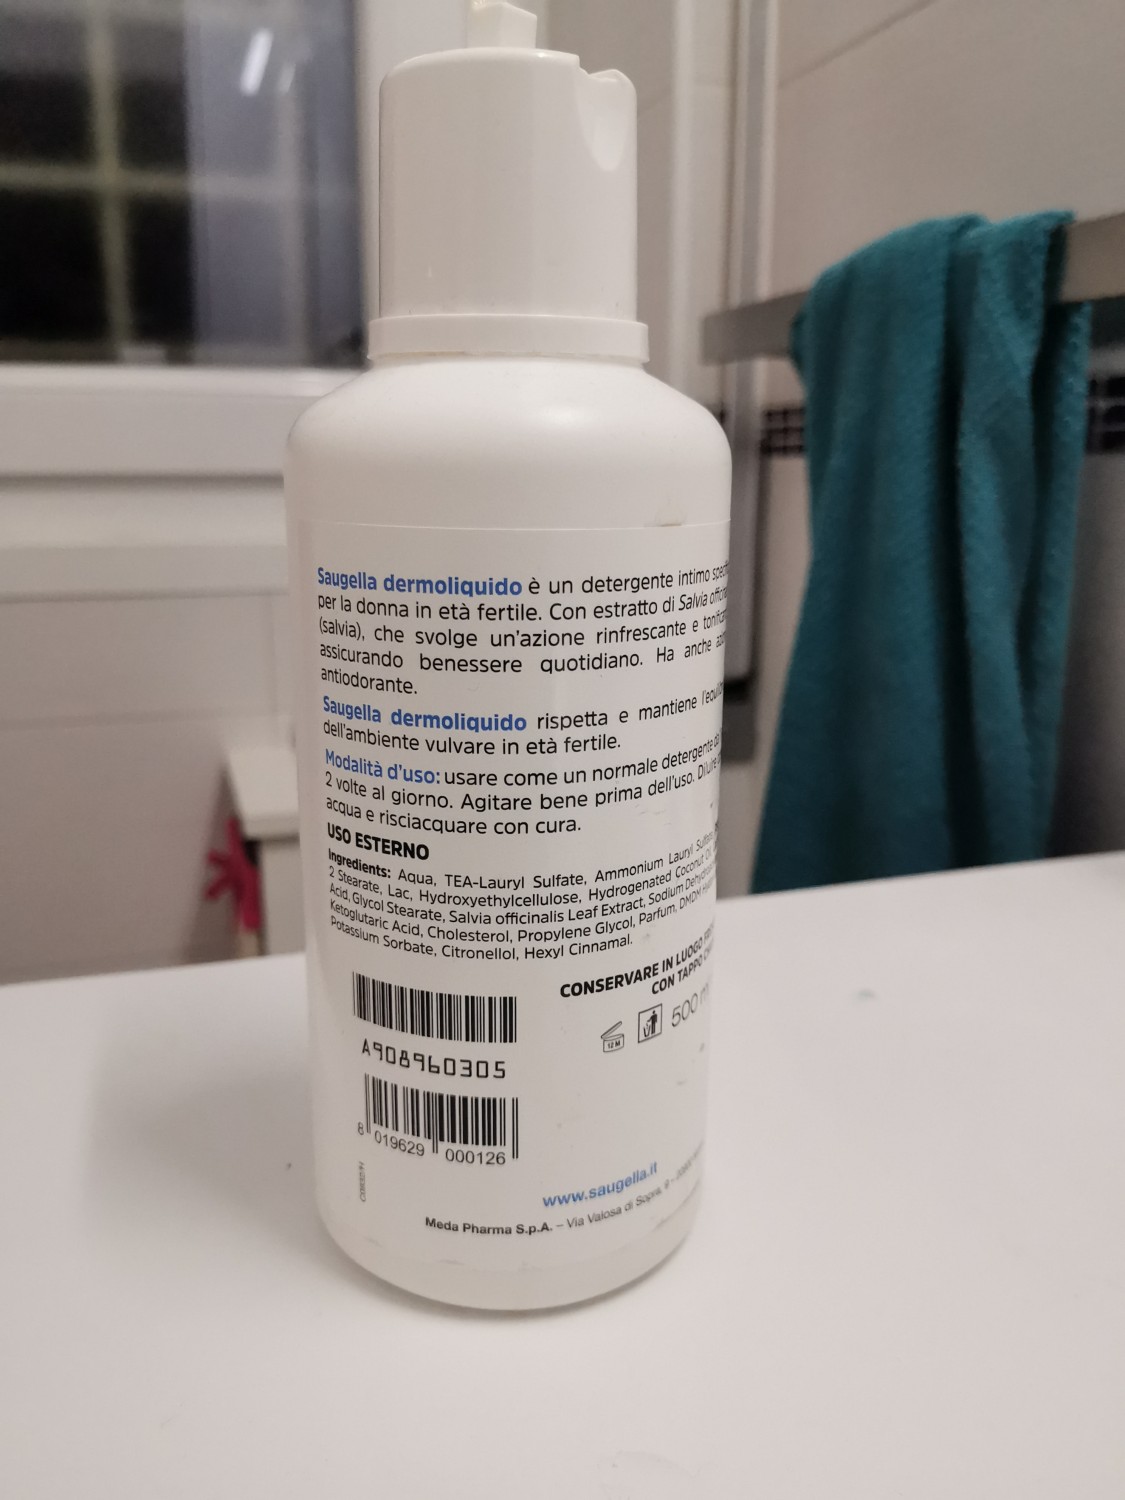 Saugella dermoliquido è un detergente intimo
per la donna in età fertile. Con estratto di Salvia
(salvia), che svolge un'azione rinfrescante e
assicurando benessere quotidiano. Ha anche
antiodorante.
Saugella dermoliquido rispetta e mantiene
dell'ambiente vulvare in età fertile.
Modalità d'uso: usare come un normale detergente da
2 volte al giorno. Agitare bene prima dell'uso. Diluire
acqua e risciacquare con cura.
USO ESTERNO
Ingredients: Aqua, TEA-Lauryl Sulfate, Ammonium Lauryl
2 Stearate, Lac, Hydroxyethylcellulose, Hydrogenated Coconut
Acid, Glycol Stearate, Salvia officinalis Leaf Extract, Sodium
Ketoglutaric Acid, Cholesterol, Propylene Glycol, Parfum, DMDM
Potassium Sorbate, Citronellol, Hexyl Cinnamal.
CONSERVARE IN LUOGO
CON TAPPO
12 M
500
A908960305
8 019629 000126
www.saugella.it
Meda Pharma S.p.A. – Via Valosa di Sopra, 9 –